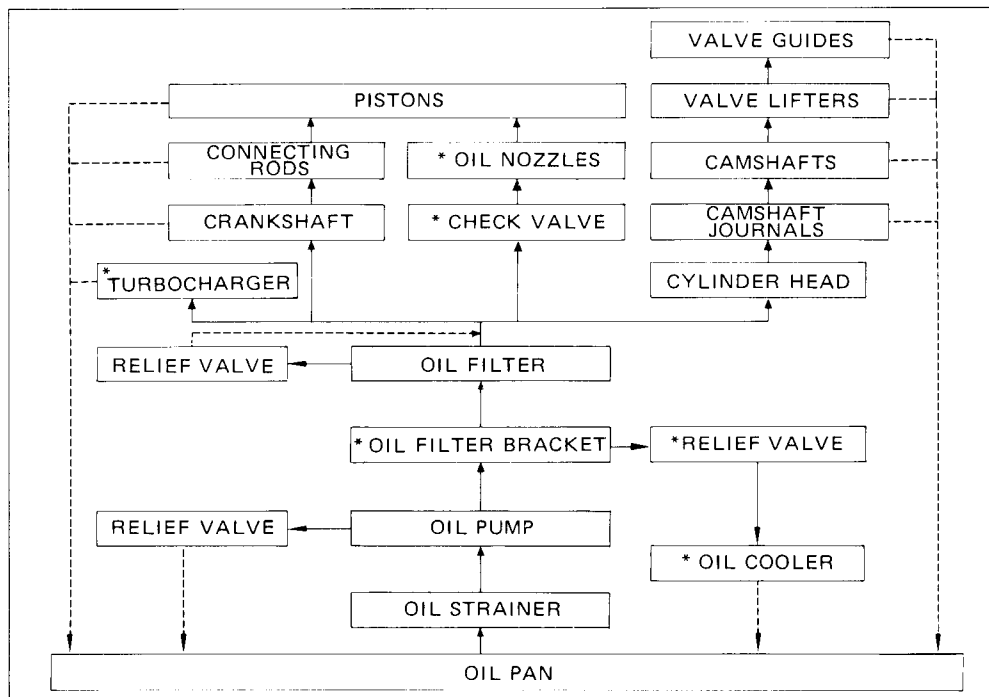 VALVE GUIDES
PISTONS
VALVE LIFTERS
CONNECTING
RODS
* OIL NOZZLES
CAMSHAFTS
CRANKSHAFT
* CHECK VALVE
CAMSHAFT
JOURNALS
* TURBOCHARGER
CYLINDER HEAD
RELIEF VALVE
OIL FILTER
* OIL FILTER BRACKET
*RELIEF VALVE
RELIEF VALVE
OIL PUMP
* OIL COOLER
OIL STRAINER
OIL PAN